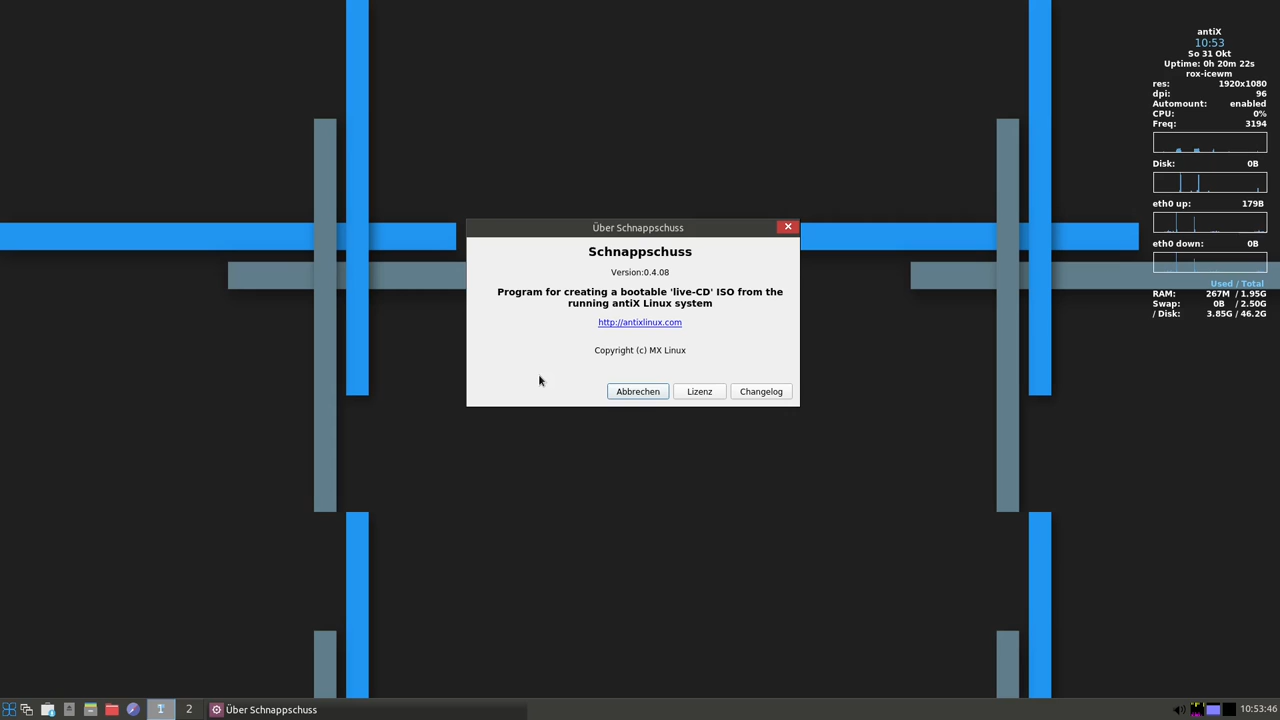 antiX
10:53
So 31 Okt
Uptime: 0h 20m 22s
rox-icewm
res: 1920x1080
dpi: 96
Automount: enabled
CPU: 0%
Freq: 3194
Disk: 0B
eth0 up: 179B
eth0 down: 0B
Used / Total
RAM: 267M / 1.95G
Swap: 0B / 2.50G
/ Disk: 3.85G / 46.2G
Über Schnappschuss
Schnappschuss
Version:0.4.08
Program for creating a bootable 'live-CD' ISO from the
running antiX Linux system
http://antixlinux.com
Copyright (c) MX Linux
Abbrechen Lizenz Changelog
1 2 Über Schnappschuss 10:53:46